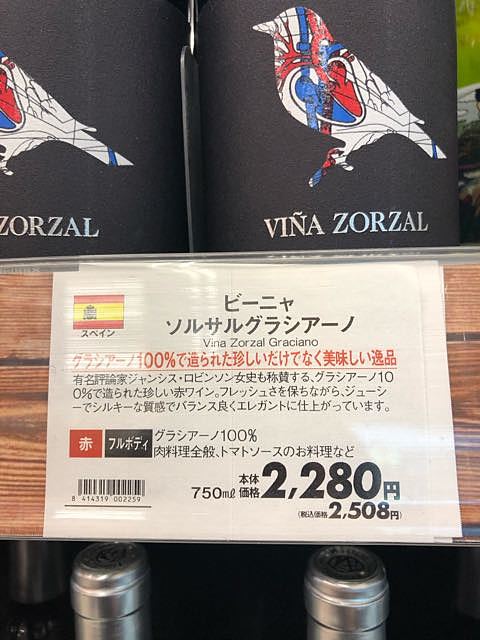 ZORZAL
VIÑA ZORZAL
スペイン
ビーニャ
ソルサルグラシアーノ
Vina Zorzal Graciano
グラシアーノ100%で造られた珍しいだけでなく美味しい逸品
有名評論家ジャンシス・ロビンソン女史も称賛する、グラシアーノ10
0%で造られた珍しい赤ワイン。フレッシュさを保ちながら、ジューシ
ーでシルキーな質感でバランス良くエレガントに仕上がっています。
赤 フルボディ グラシアーノ100%
肉料理全般、トマトソースのお料理など
8 414319 002259
750ml 本体価格 2,280円
(税込価格 2,508円)